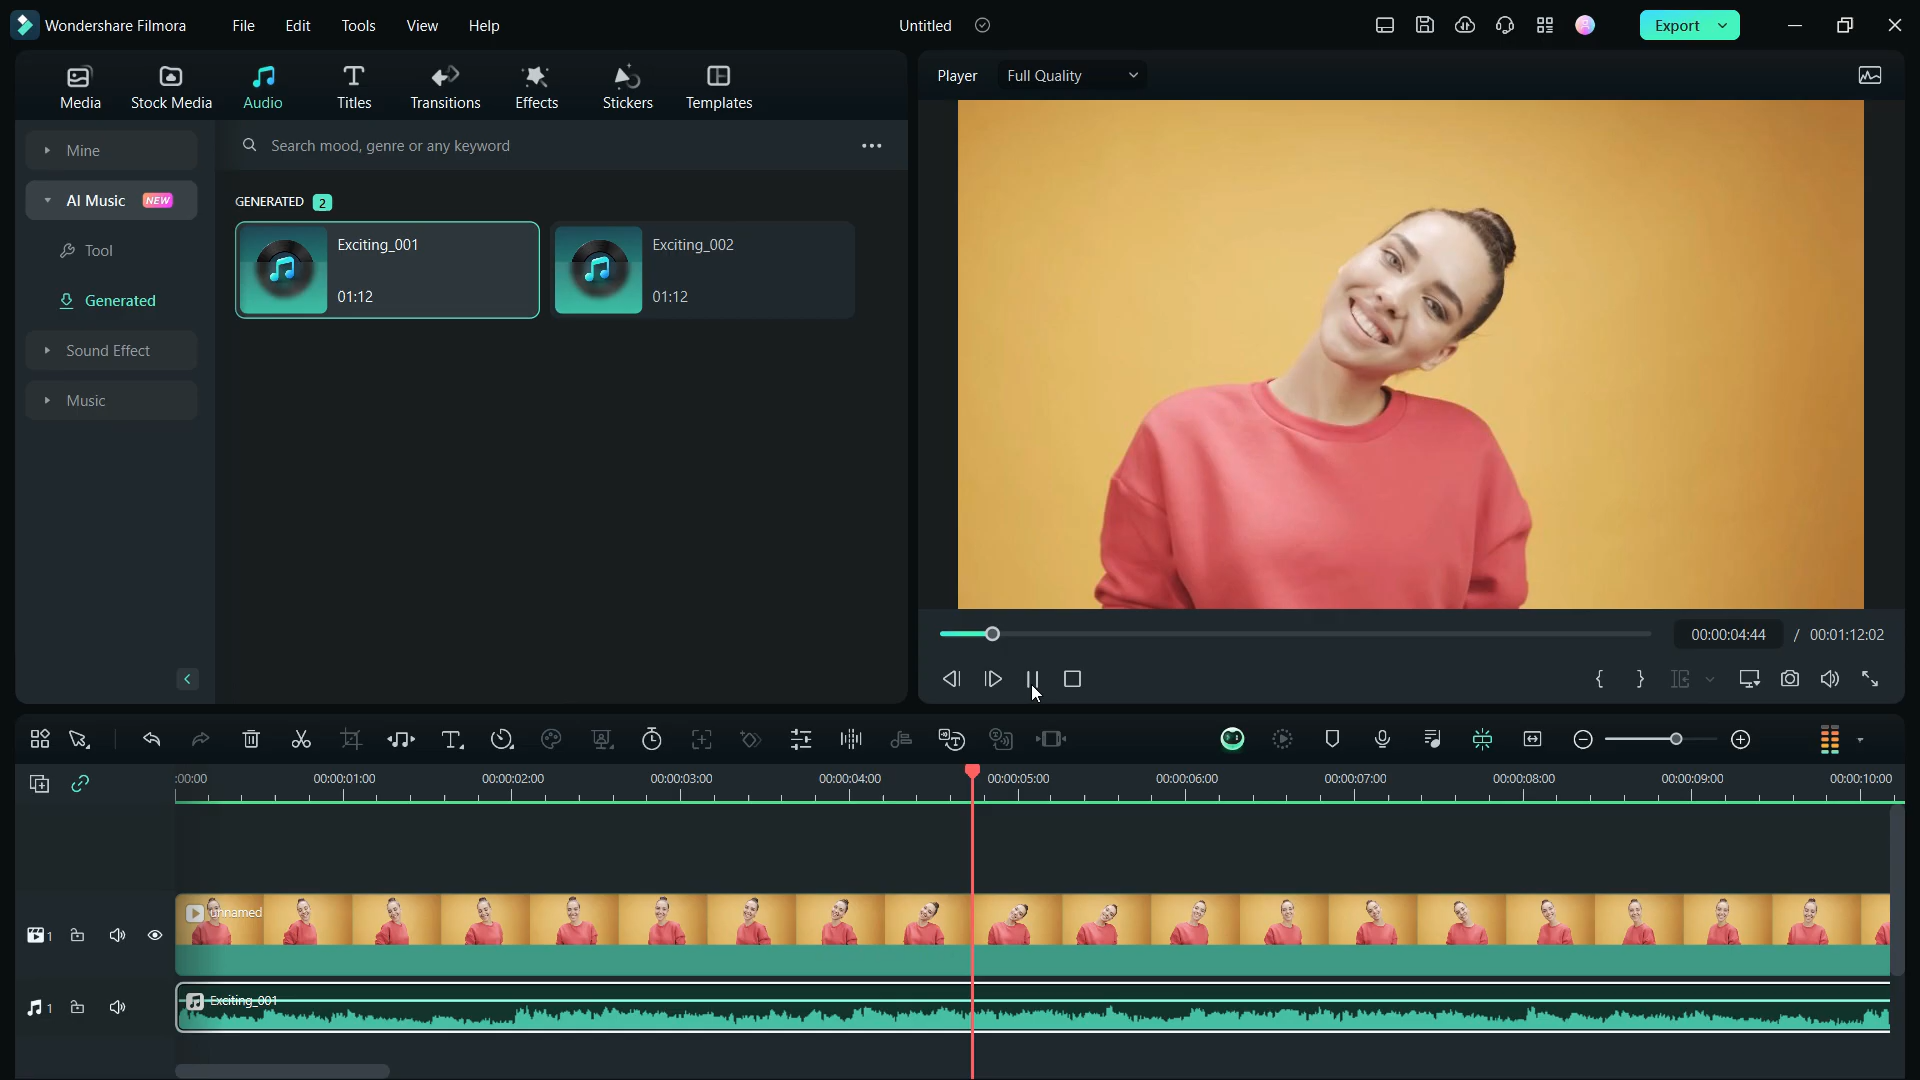 Wondershare Filmora File Edit Tools View Help Untitled Export
Media Stock Media Audio Titles Transitions Effects Stickers Templates
Player Full Quality
Mine
Search mood, genre or any keyword
AI Music NEW
GENERATED 2
Tool
Exciting_001
01:12
Exciting_002
01:12
Generated
Sound Effect
Music
00:00:04:44 / 00:01:12:02
:00:00 00:00:01:00 00:00:02:00 00:00:03:00 00:00:04:00 00:00:05:00 00:00:06:00 00:00:07:00 00:00:08:00 00:00:09:00 00:00:10:00
unnamed
1
Exciting_001
1